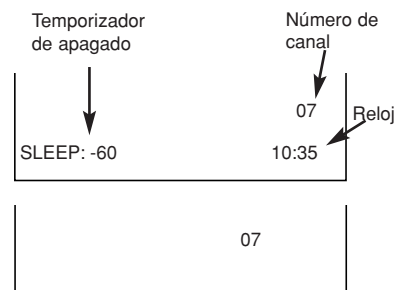 Temporizador
de apagado
Número de
canal
07
Reloj
SLEEP: -60
10:35
07